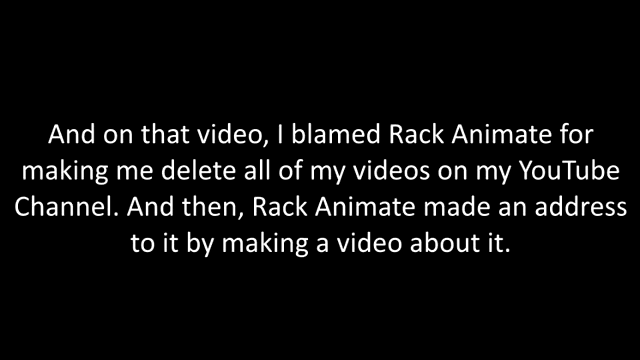 And on that video, I blamed Rack Animate for
making me delete all of my videos on my YouTube
Channel. And then, Rack Animate made an address
to it by making a video about it.